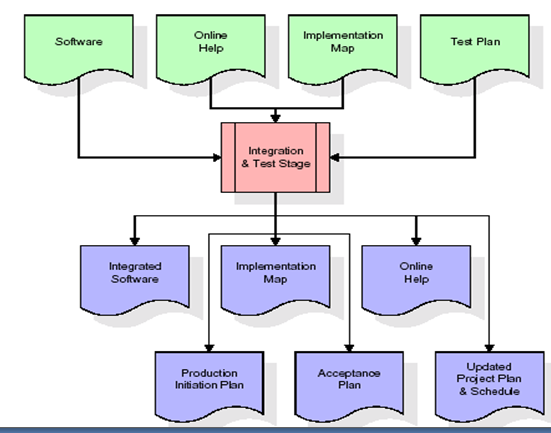 Software
Online
Help
Implementation
Map
Test Plan
Integration
& Test Stage
Integrated
Software
Implementation
Map
Online
Help
Production
Initiation Plan
Acceptance
Plan
Updated
Project Plan
& Schedule